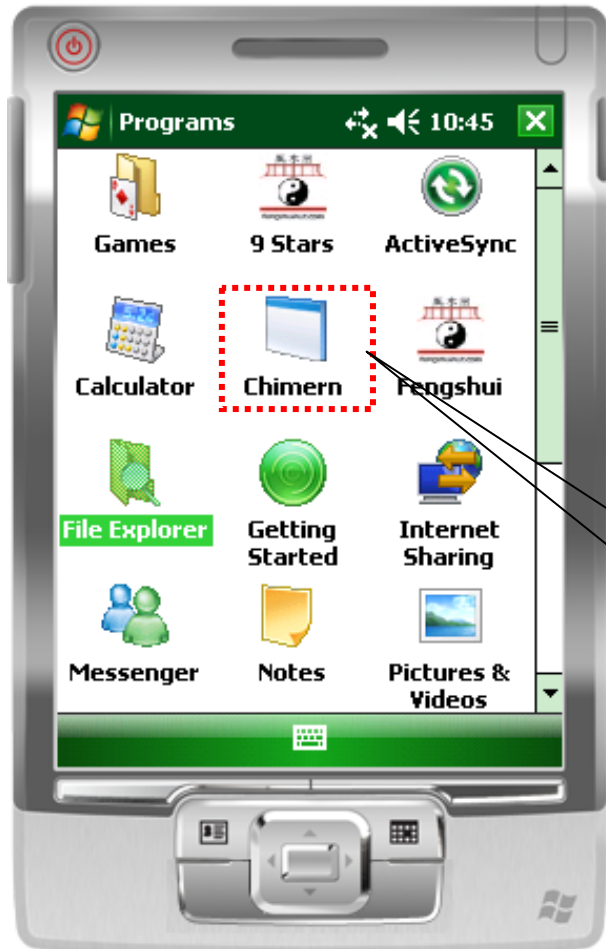 Programs 10:45
Games 9 Stars ActiveSync
Calculator Chimern Fengshui
File Explorer Getting Started Internet Sharing
Messenger Notes Pictures & Videos